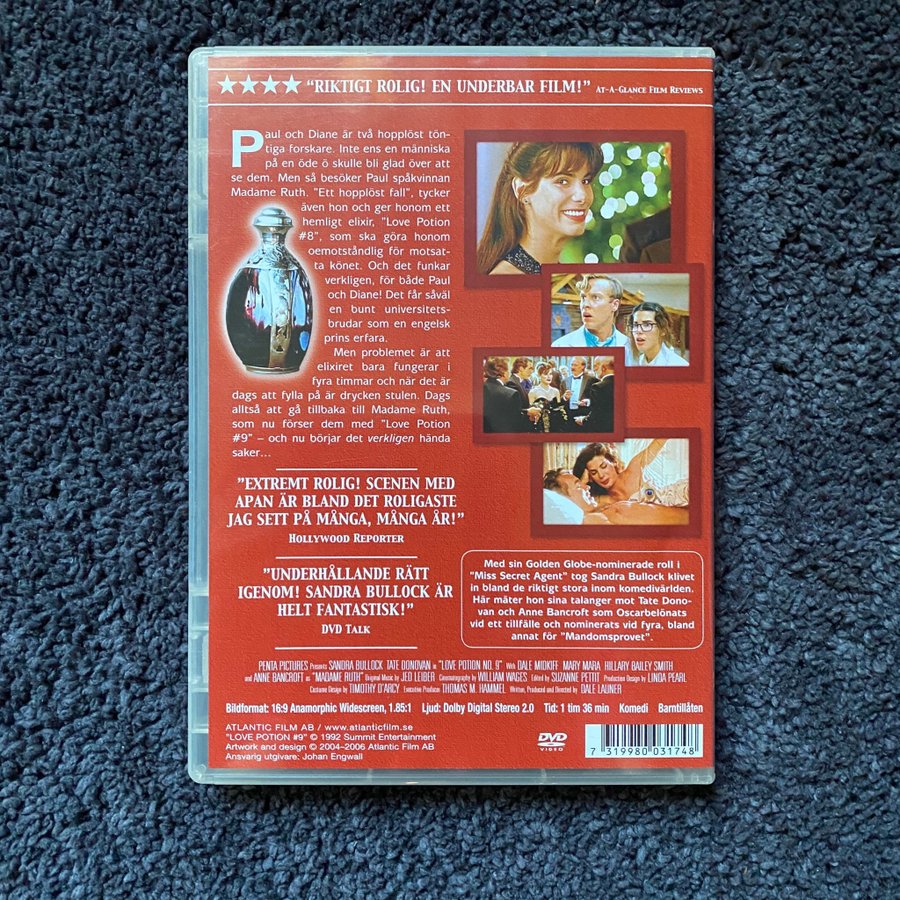 "RIKTIGT ROLIG! EN UNDERBAR FILM!" AT-A-GLANCE FILM REVIEWS
Paul och Diane är två hopplöst tön-
tiga forskare. Inte ens en människa
på en öde ö skulle bli glad över att
se dem. Men så besöker Paul spåkvinnan
Madame Ruth. "Ett hopplöst fall", tycker
även hon och ger honom ett
hemligt elixir, "Love Potion
#8", som ska göra honom
oemotståndlig för motsat-
ta könet. Och det funkar
verkligen, för både Paul
och Diane! Det får såväl
en bunt universitets-
brudar som en engelsk
prins erfara.
Men problemet är att
elixiret bara fungerar i
fyra timmar och när det är
dags att fylla på är drycken stulen. Dags
alltså att gå tillbaka till Madame Ruth,
som nu förser dem med "Love Potion
#9" – och nu börjar det verkligen hända
saker...
"EXTREMT ROLIG! SCENEN MED
APAN ÄR BLAND DET ROLIGASTE
JAG SETT PÅ MÅNGA, MÅNGA ÅR!"
HOLLYWOOD REPORTER
"UNDERHÅLLANDE RÄTT
IGENOM! SANDRA BULLOCK ÄR
HELT FANTASTISK!"
DVD TALK
Med sin Golden Globe-nominerade roll i
"Miss Secret Agent" tog Sandra Bullock klivet
in bland de riktigt stora inom komedivärlden.
Här mäter hon sina talanger mot Tate Dono-
van och Anne Bancroft som Oscarbelönats
vid ett tillfälle och nominerats vid fyra, bland
annat för "Mandomsprovet".
PENTA PICTURES Presents SANDRA BULLOCK TATE DONOVAN in "LOVE POTION NO. 9" With DALE MIDKIFF MARY MARA HILLARY BAILEY SMITH
and ANNE BANCROFT as "MADAME RUTH" Original Music by JED LEIBER Cinematography by WILLIAM WAGES Edited by SUZANNE PETTIT Production Design by LINDA PEARL
Costume Design by TIMOTHY D'ARCY Executive Producer THOMAS M. HAMMEL Written, Produced and Directed by DALE LAUNER
Bildformat: 16:9 Anamorphic Widescreen, 1.85:1 Ljud: Dolby Digital Stereo 2.0 Tid: 1 tim 36 min Komedi Barntillåten
ATLANTIC FILM AB / www.atlanticfilm.se
"LOVE POTION #9" © 1992 Summit Entertainment
Artwork and design © 2004–2006 Atlantic Film AB
Ansvarig utgivare: Johan Engwall
DVD
VIDEO
7 319980 031748